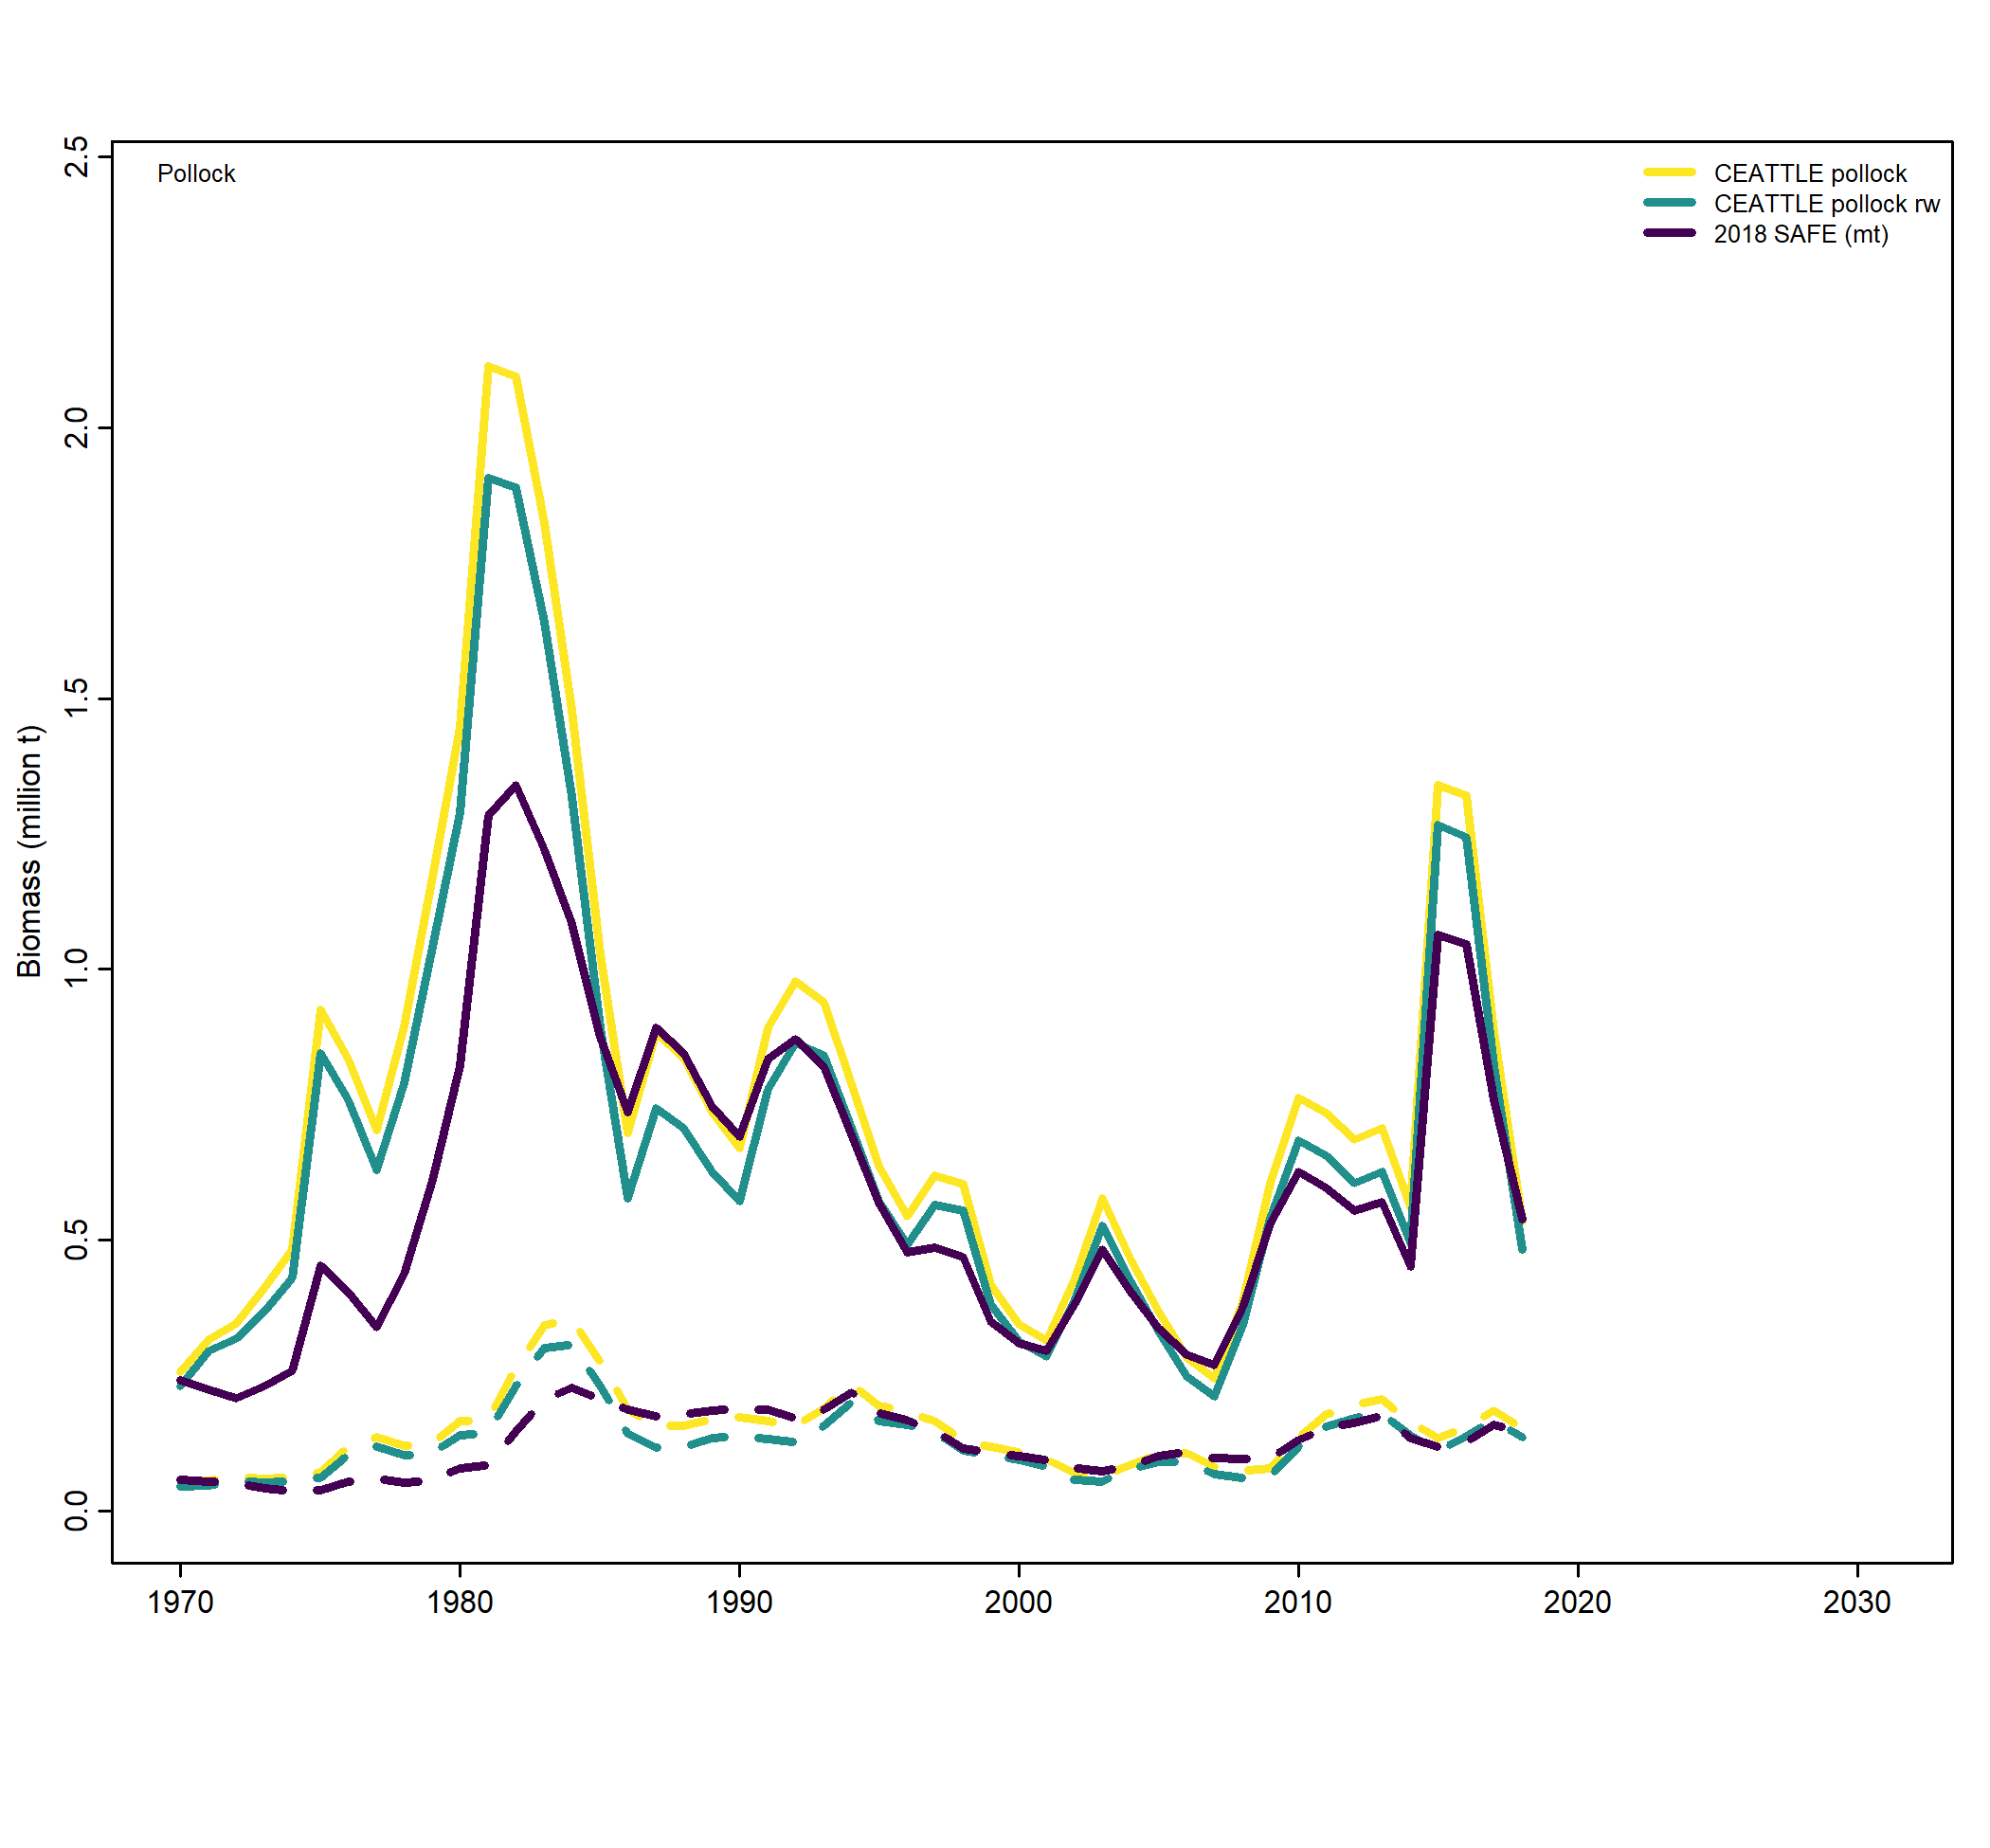 Pollock
CEATTLE pollock
CEATTLE pollock rw
2018 SAFE (mt)
Biomass (million t)
2.5
2.0
1.5
1.0
0.5
0.0
1970 1980 1990 2000 2010 2020 2030